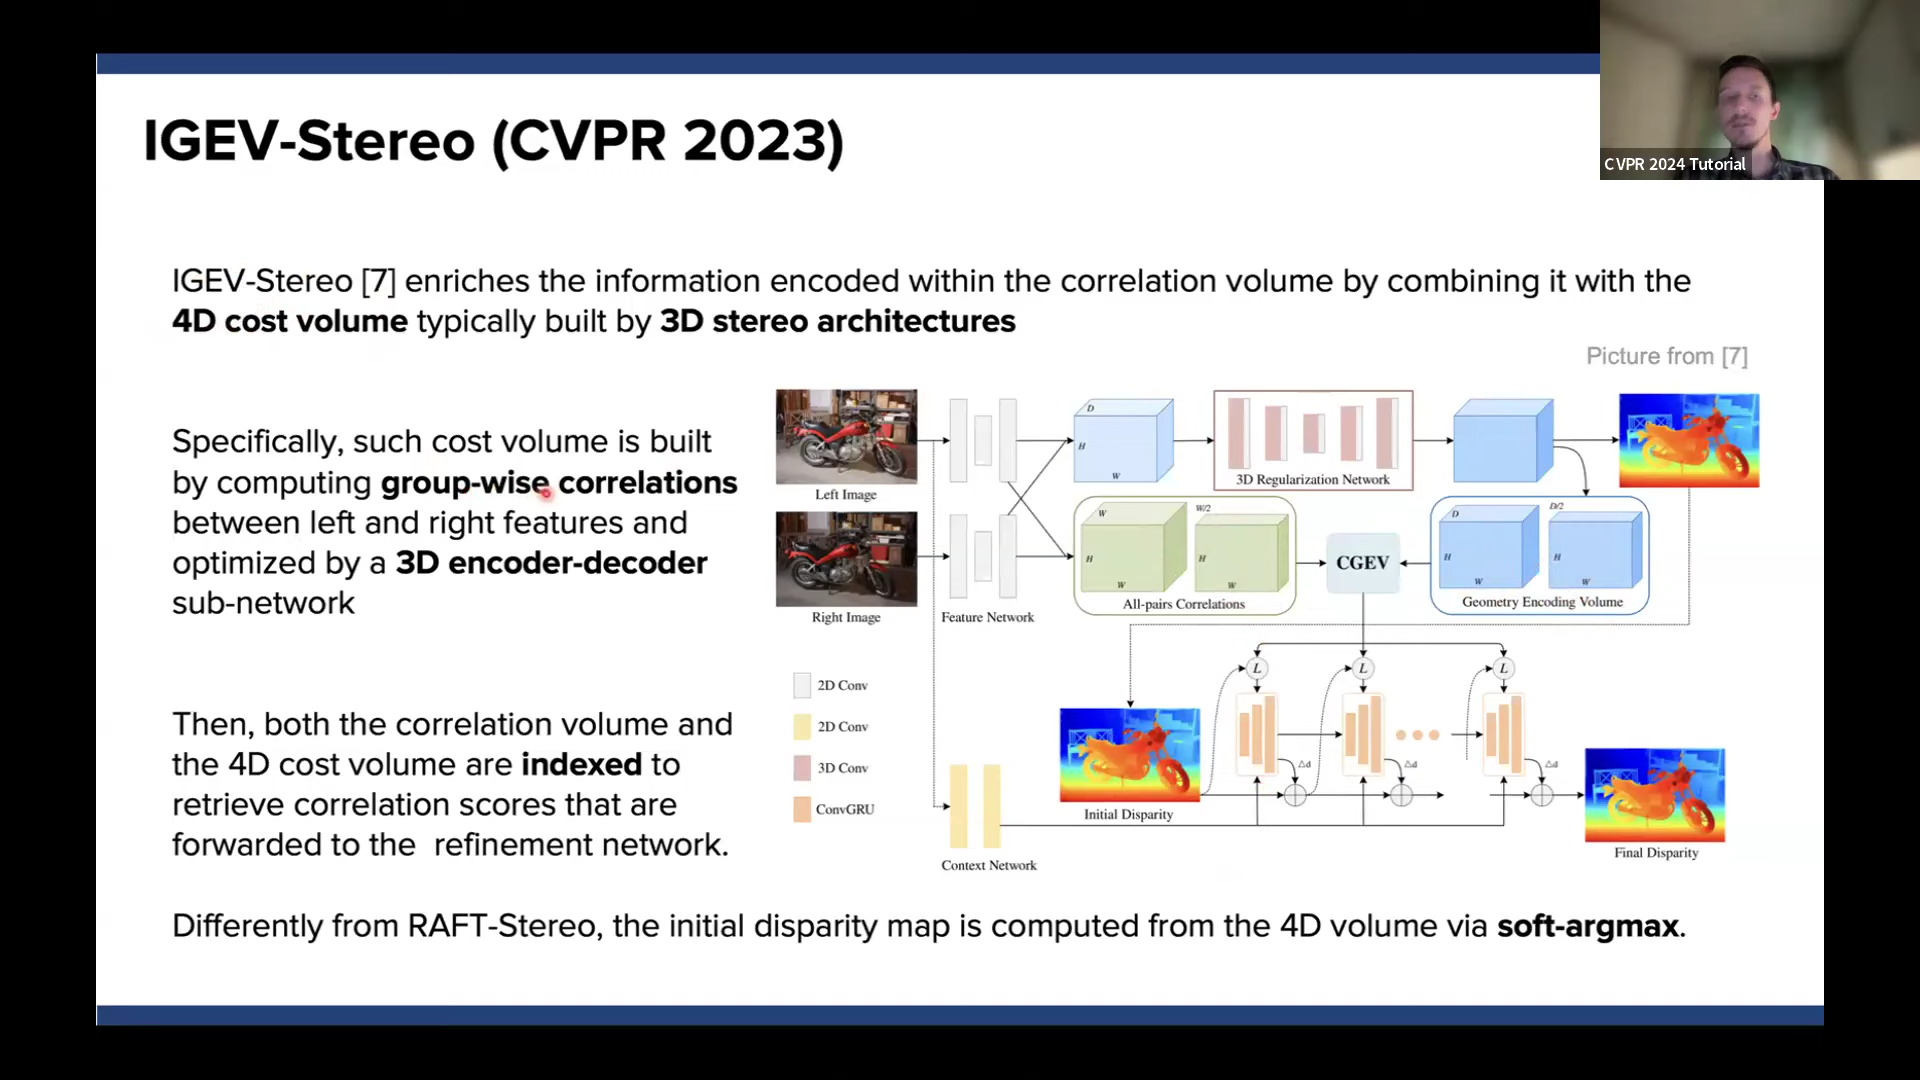 CVPR 2024 Tutorial
IGEV-Stereo (CVPR 2023)
IGEV-Stereo [7] enriches the information encoded within the correlation volume by combining it with the
4D cost volume typically built by 3D stereo architectures
Picture from [7]
Specifically, such cost volume is built
by computing group-wise correlations
between left and right features and
optimized by a 3D encoder-decoder
sub-network
Then, both the correlation volume and
the 4D cost volume are indexed to
retrieve correlation scores that are
forwarded to the refinement network.
Left Image
Right Image
Feature Network
D
H
W
3D Regularization Network
W
H
W
W/2
H
W
All-pairs Correlations
CGEV
D
H
W
D/2
H
W
Geometry Encoding Volume
L
L
L
2D Conv
2D Conv
3D Conv
ConvGRU
Context Network
Initial Disparity
Δd
Δd
Δd
Final Disparity
Differently from RAFT-Stereo, the initial disparity map is computed from the 4D volume via soft-argmax.